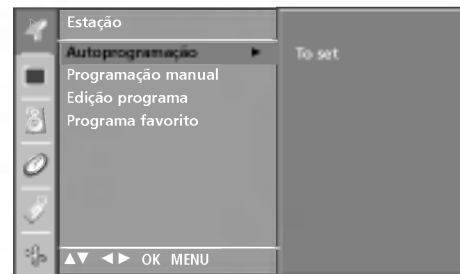 Estação
Autoprogramação ►
To set
Programação manual
Edição programa
Programa favorito
▲▼ ◄► OK MENU